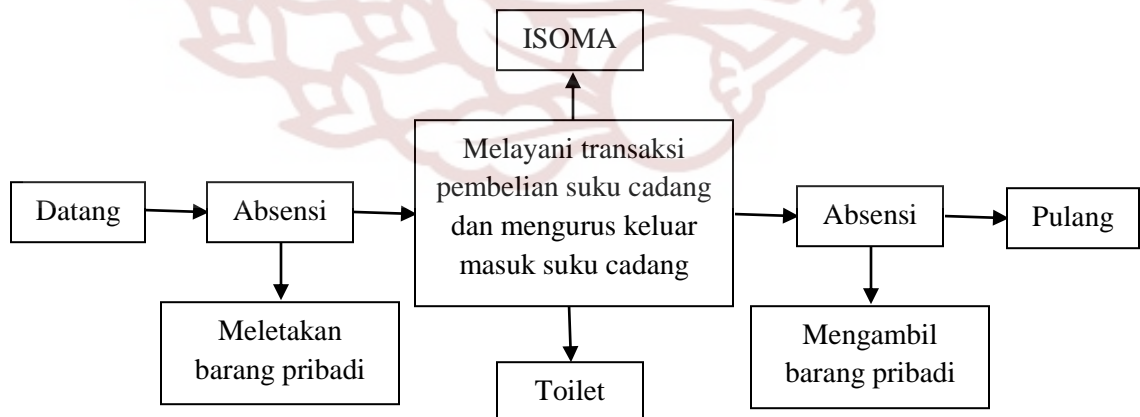 ISOMA
Melayani transaksi
pembelian suku cadang
dan mengurus keluar
masuk suku cadang
Datang
Absensi
Absensi
Pulang
Meletakan
barang pribadi
Mengambil
barang pribadi
Toilet